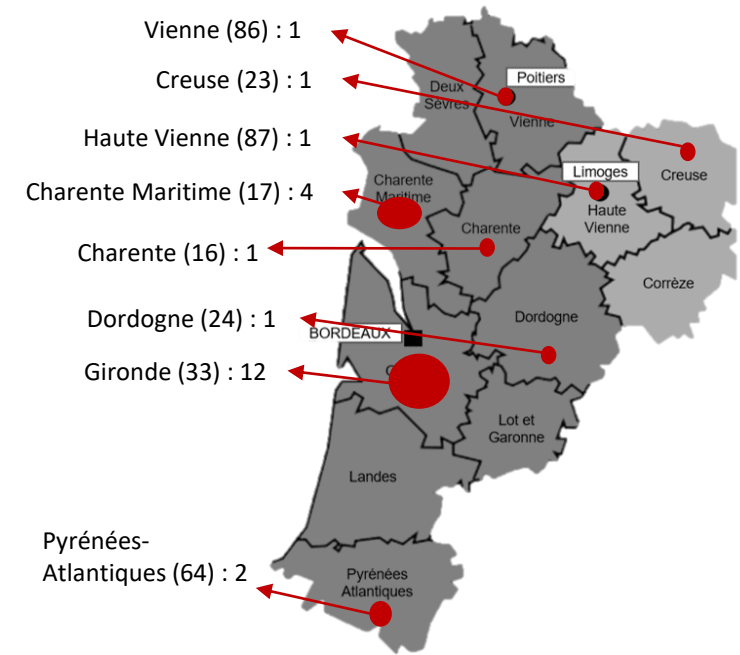 Vienne (86) : 1
Creuse (23) : 1
Haute Vienne (87) : 1
Charente Maritime (17) : 4
Charente (16) : 1
Dordogne (24) : 1
Gironde (33) : 12
Pyrénées-
Atlantiques (64) : 2
Deux
Sèvres
Poitiers
Vienne
Limoges
Haute
Vienne
Creuse
Charente
Maritime
Charente
Corrèze
Dordogne
BORDEAUX
Lot et
Garonne
Landes
Pyrénées
Atlantiques